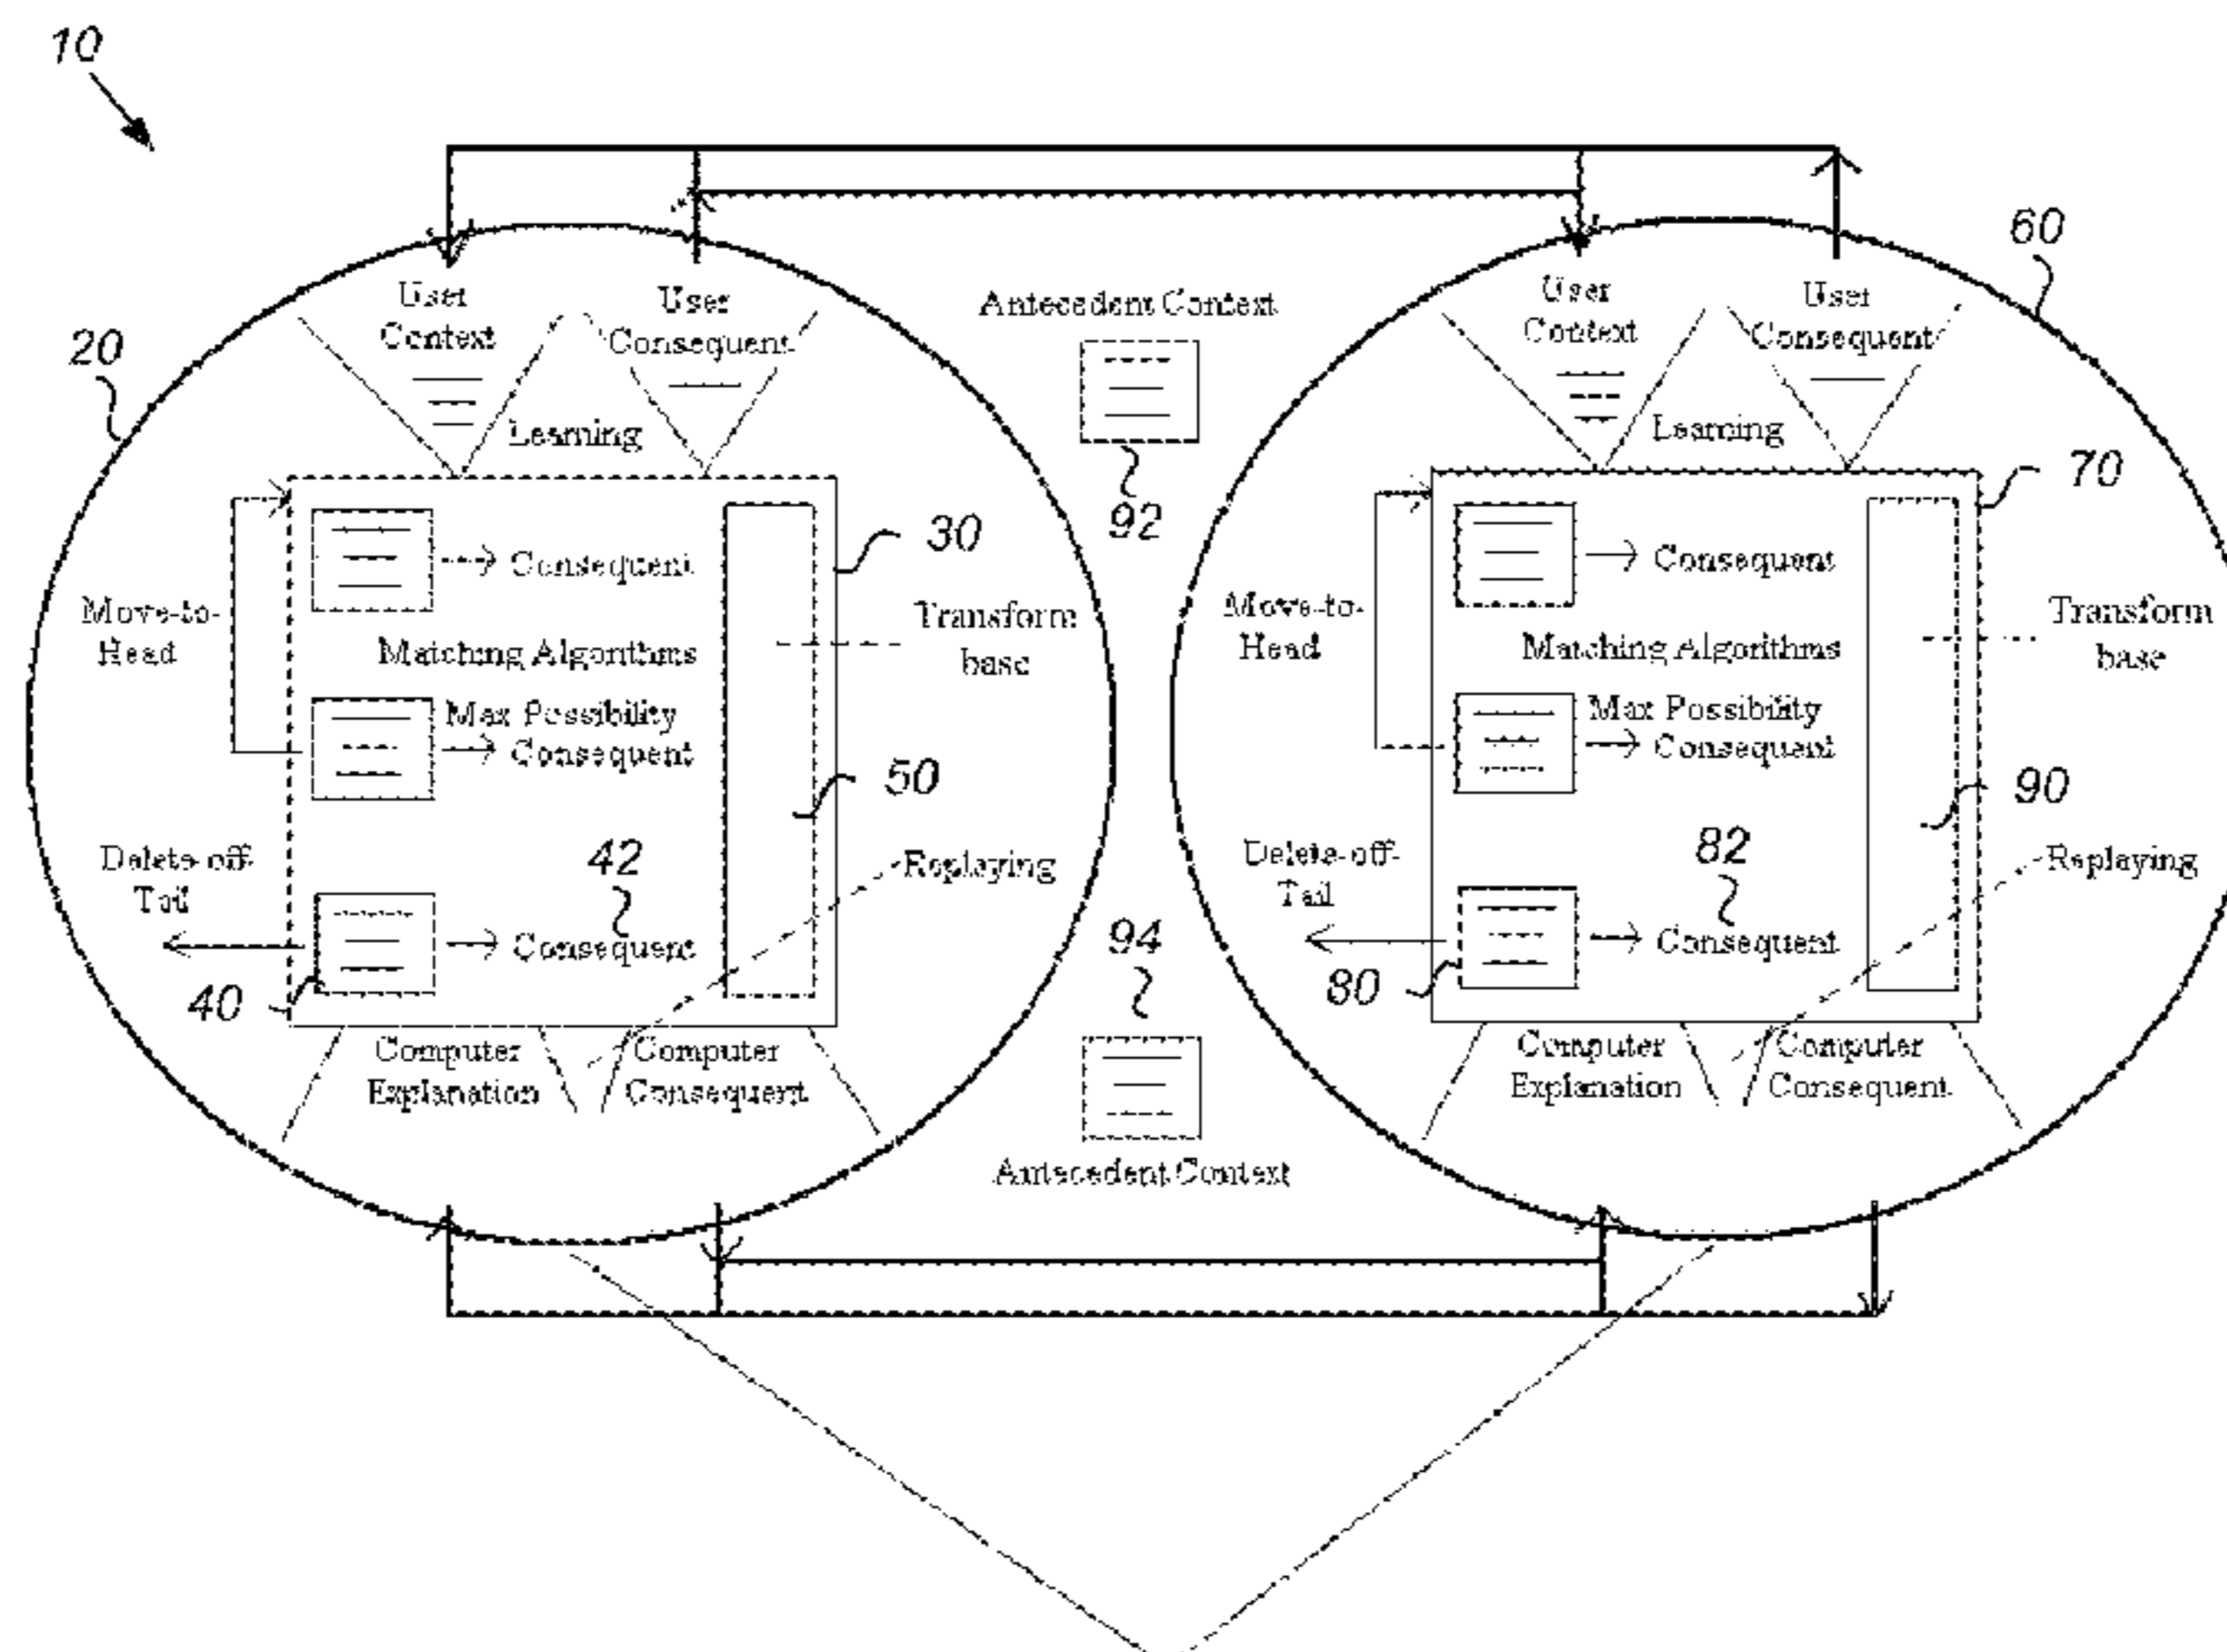 10
60
User
Context
User
Consequent
Antecedent Context
User
Context
User
Consequent
20
Learning
Learning
92
70
30
Consequent
Consequent
Move-to-
Head
Matching Algorithms
Transform
base
Move-to-
Head
Matching Algorithms
Transform
base
Max Possibility
Consequent
Max Possibility
Consequent
50
90
Delete-off-
Tail
42
Replaying
Delete-off-
Tail
82
Replaying
Consequent
94
Consequent
40
80
Computer
Explanation
Computer
Consequent
Computer
Explanation
Computer
Consequent
Antecedent Context